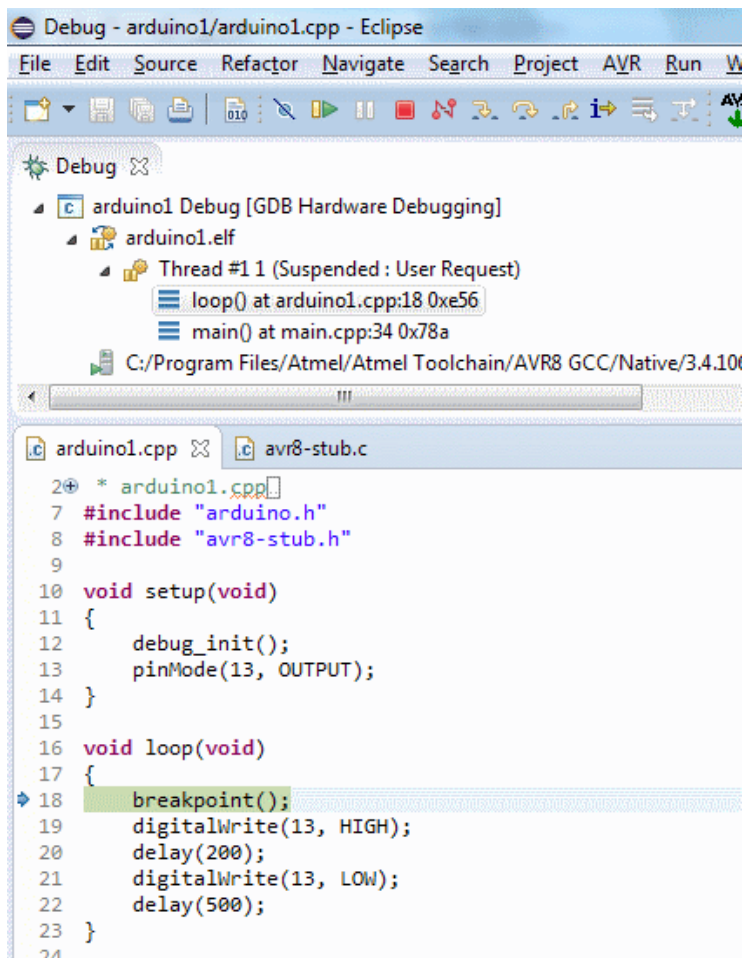 Debug - arduino1/arduino1.cpp - Eclipse
File Edit Source Refactor Navigate Search Project AVR Run W
010 i AV
Debug
c arduino1 Debug [GDB Hardware Debugging]
arduino1.elf
Thread #1 1 (Suspended : User Request)
loop() at arduino1.cpp:18 0xe56
main() at main.cpp:34 0x78a
C:/Program Files/Atmel/Atmel Toolchain/AVR8 GCC/Native/3.4.106
.c arduino1.cpp .c avr8-stub.c
2 * arduino1.cpp
7 #include "arduino.h"
8 #include "avr8-stub.h"
9
10 void setup(void)
11 {
12     debug_init();
13     pinMode(13, OUTPUT);
14 }
15
16 void loop(void)
17 {
18     breakpoint();
19     digitalWrite(13, HIGH);
20     delay(200);
21     digitalWrite(13, LOW);
22     delay(500);
23 }
24